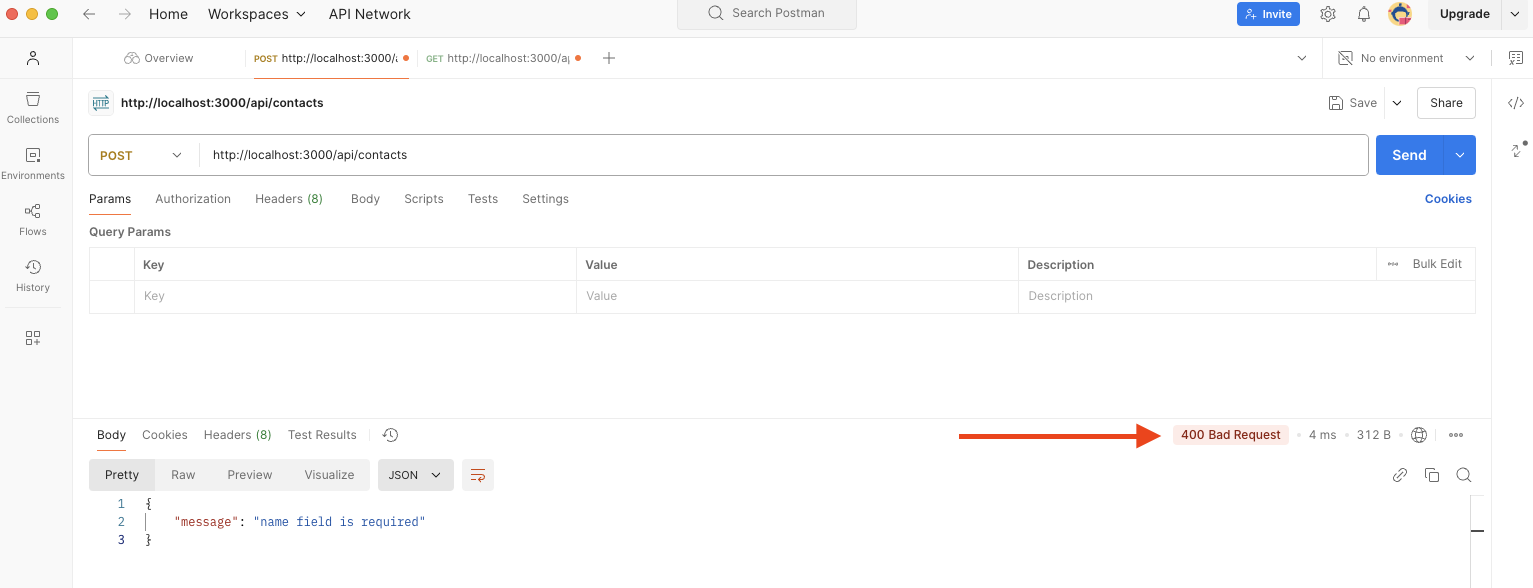 Home Workspaces API Network Search Postman Invite Upgrade
Overview POST http://localhost:3000/a GET http://localhost:3000/ap No environment
HTTP http://localhost:3000/api/contacts Save Share
Collections
POST http://localhost:3000/api/contacts Send
Environments
Params Authorization Headers (8) Body Scripts Tests Settings Cookies
Flows
Query Params
Key Value Description Bulk Edit
History
Key Value Description
Body Cookies Headers (8) Test Results 400 Bad Request 4 ms 312 B
Pretty Raw Preview Visualize JSON
1 {
2 "message": "name field is required"
3 }